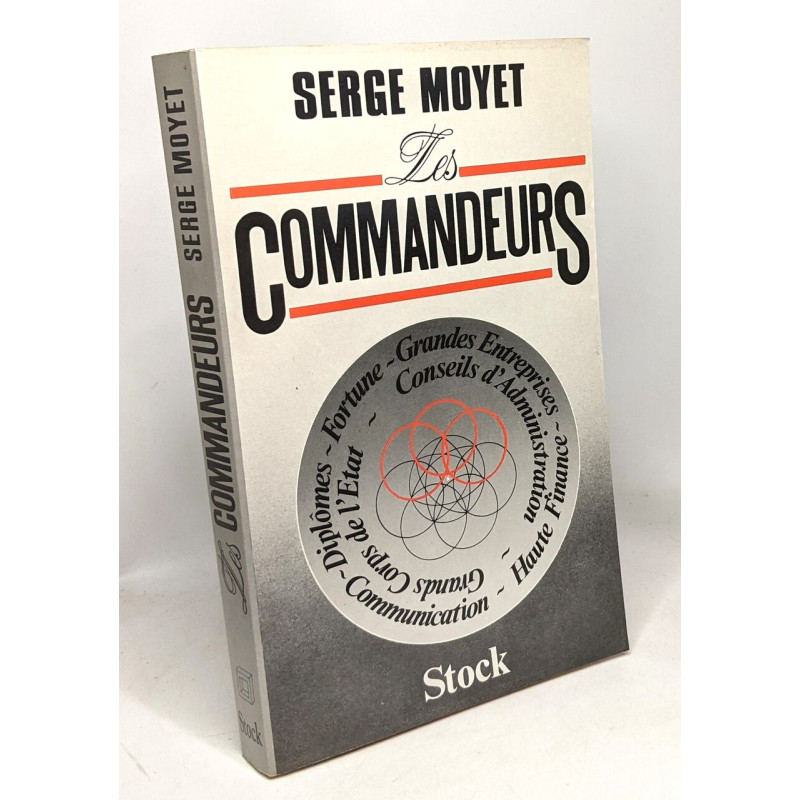 SERGE MOYET
Les
COMMANDEURS
Diplômes ~ Fortune ~ Grandes Entreprises ~
Haute Finance ~ Communication ~
Grands Corps de l'Etat ~ Conseils d'Administration ~
Stock
SERGE MOYET
Les COMMANDEURS
Stock